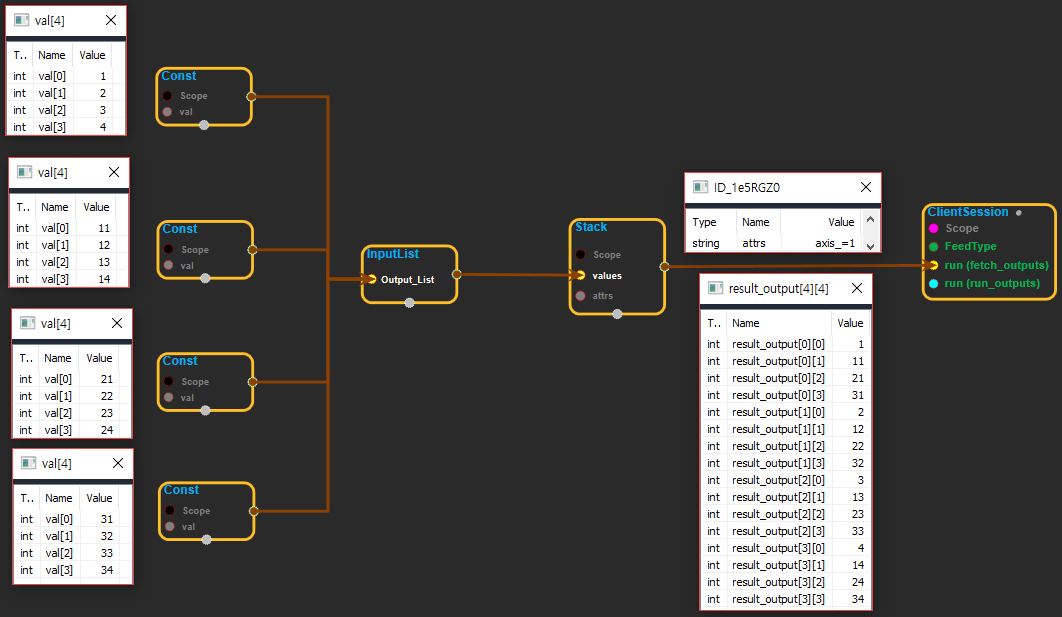 val[4]
T.. Name Value
int val[0] 1
int val[1] 2
int val[2] 3
int val[3] 4
Const
Scope
val
val[4]
T.. Name Value
int val[0] 11
int val[1] 12
int val[2] 13
int val[3] 14
Const
Scope
val
val[4]
T.. Name Value
int val[0] 21
int val[1] 22
int val[2] 23
int val[3] 24
Const
Scope
val
val[4]
T.. Name Value
int val[0] 31
int val[1] 32
int val[2] 33
int val[3] 34
Const
Scope
val
InputList
Output_List
Stack
Scope
values
attrs
ID_1e5RGZ0
Type Name Value
string attrs axis_=1
result_output[4][4]
T.. Name Value
int result_output[0][0] 1
int result_output[0][1] 11
int result_output[0][2] 21
int result_output[0][3] 31
int result_output[1][0] 2
int result_output[1][1] 12
int result_output[1][2] 22
int result_output[1][3] 32
int result_output[2][0] 3
int result_output[2][1] 13
int result_output[2][2] 23
int result_output[2][3] 33
int result_output[3][0] 4
int result_output[3][1] 14
int result_output[3][2] 24
int result_output[3][3] 34
ClientSession
Scope
FeedType
run (fetch_outputs)
run (run_outputs)